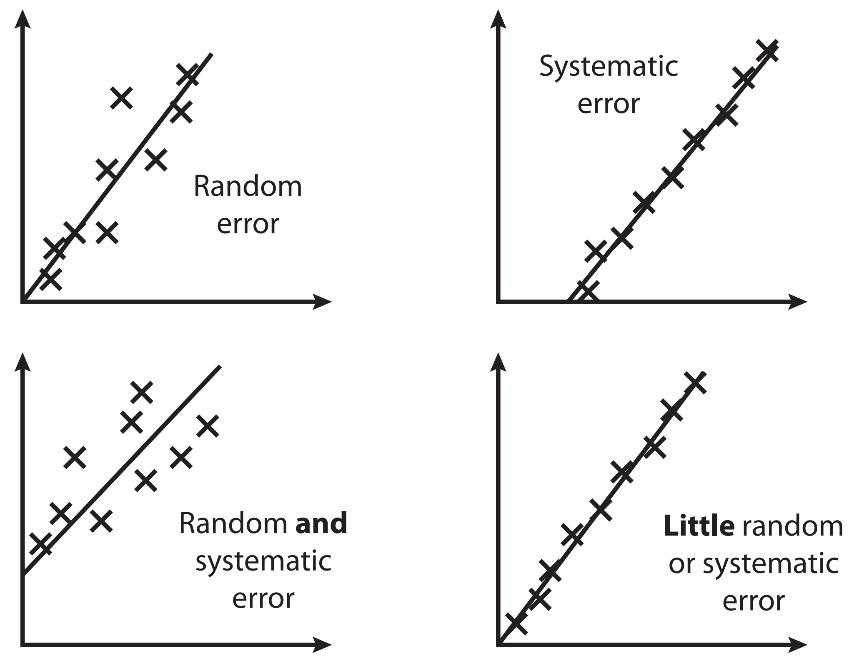 Random
error
Systematic
error
Random and
systematic
error
Little random
or systematic
error